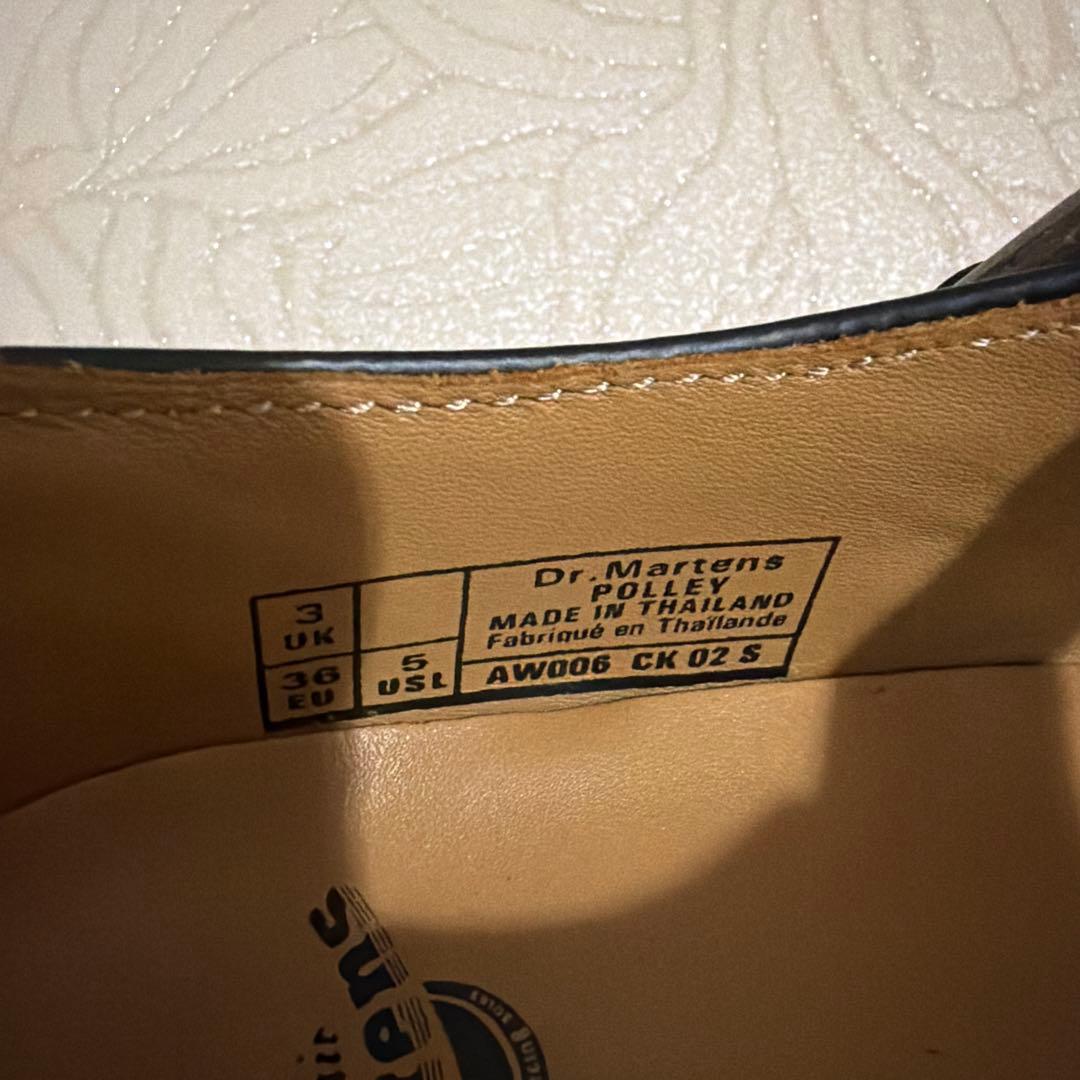 3
UK
36
EU
5
USL
Dr.Martens
POLLEY
MADE IN THAILAND
Fabriqué en Thaïlande
AW006 CK 02 S